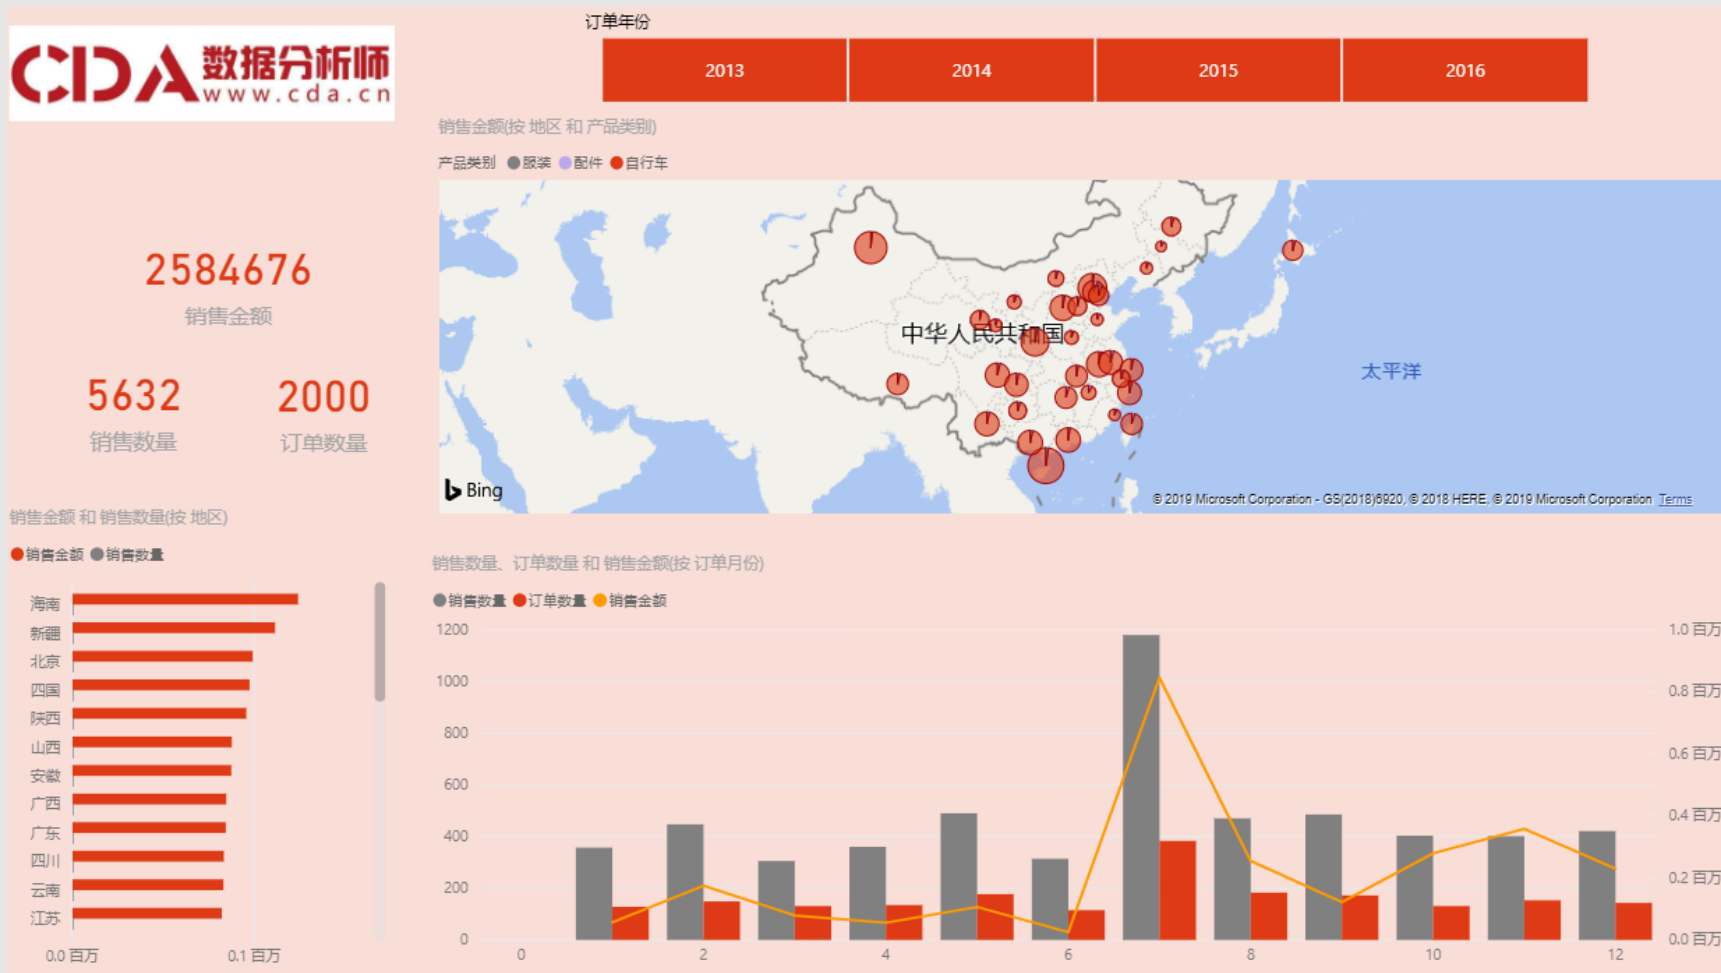 CDA数据分析师
www.cda.cn
订单年份
2013 2014 2015 2016
销售金额(按 地区 和 产品类别)
产品类别 服装 配件 自行车
中华人民共和国
太平洋
Bing
© 2019 Microsoft Corporation - GS(2018)6920, © 2018 HERE, © 2019 Microsoft Corporation Terms
2584676
销售金额
5632 2000
销售数量 订单数量
销售金额 和 销售数量(按 地区)
销售金额 销售数量
海南
新疆
北京
四国
陕西
山西
安徽
广西
广东
四川
云南
江苏
0.0 百万 0.1 百万
销售数量、订单数量 和 销售金额(按 订单月份)
销售数量 订单数量 销售金额
1200
1000
800
600
400
200
0
1.0 百万
0.8 百万
0.6 百万
0.4 百万
0.2 百万
0.0 百万
0 2 4 6 8 10 12